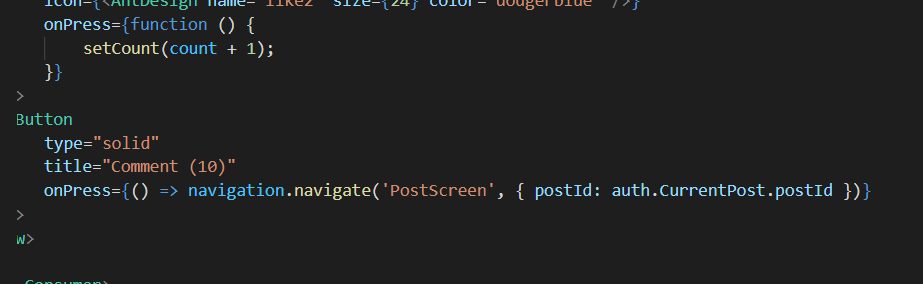 icon={<AntDesign name="like2" size={24} color="dodgerblue" />}
onPress={function () {
setCount(count + 1);
}}
>
Button
type="solid"
title="Comment (10)"
onPress={() => navigation.navigate('PostScreen', { postId: auth.CurrentPost.postId })}
>
w>
Consumer>